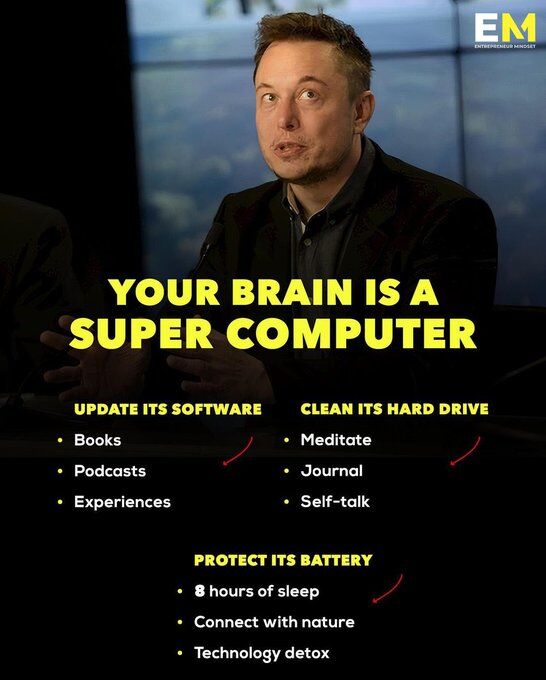 EM
ENTREPRENEUR MINDSET
YOUR BRAIN IS A
SUPER COMPUTER
UPDATE ITS SOFTWARE
• Books
• Podcasts
• Experiences
CLEAN ITS HARD DRIVE
• Meditate
• Journal
• Self-talk
PROTECT ITS BATTERY
• 8 hours of sleep
• Connect with nature
• Technology detox